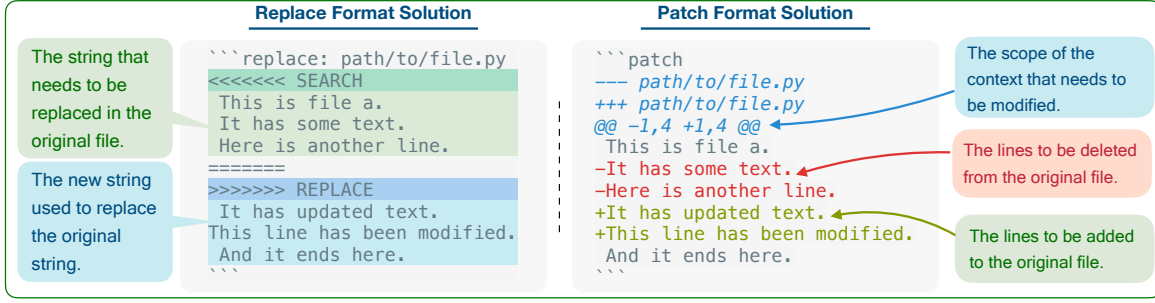 Replace Format Solution
The string that
needs to be
replaced in the
original file.
The new string
used to replace
the original
string.
```replace: path/to/file.py
<<<<<<< SEARCH
 This is file a.
 It has some text.
 Here is another line.
=======
>>>>>>> REPLACE
 It has updated text.
This line has been modified.
 And it ends here.
```
Patch Format Solution
```patch
--- path/to/file.py
+++ path/to/file.py
@@ -1,4 +1,4 @@
 This is file a.
-It has some text.
-Here is another line.
+It has updated text.
+This line has been modified.
 And it ends here.
```
The scope of the
context that needs to
be modified.
The lines to be deleted
from the original file.
The lines to be added
to the original file.